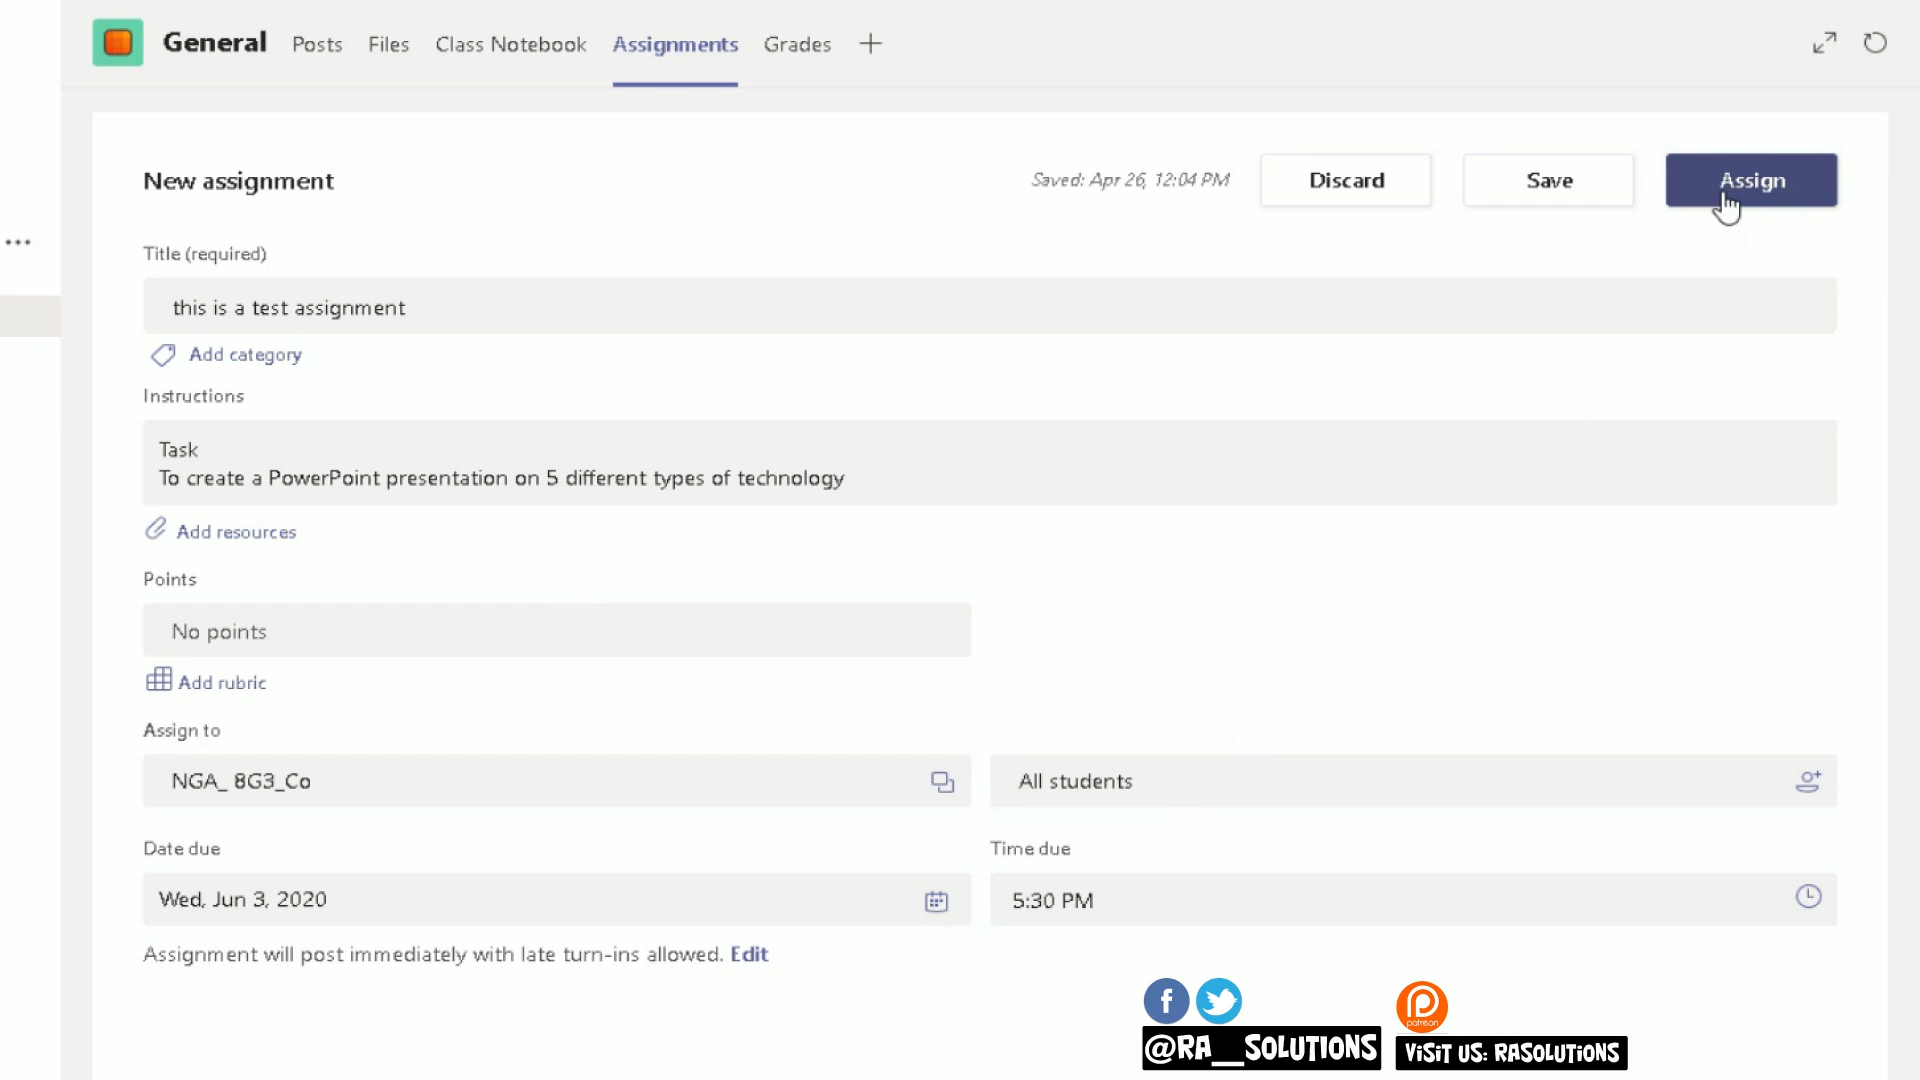 General Posts Files Class Notebook Assignments Grades
New assignment Saved: Apr 26, 12:04 PM Discard Save Assign
Title (required)
this is a test assignment
Add category
Instructions
Task
To create a PowerPoint presentation on 5 different types of technology
Add resources
Points
No points
Add rubric
Assign to
NGA_ 8G3_Co All students
Date due Time due
Wed, Jun 3, 2020 5:30 PM
Assignment will post immediately with late turn-ins allowed. Edit
patreon
@RA__SOLUTIONS ViSiT US: RASOLUTiONS